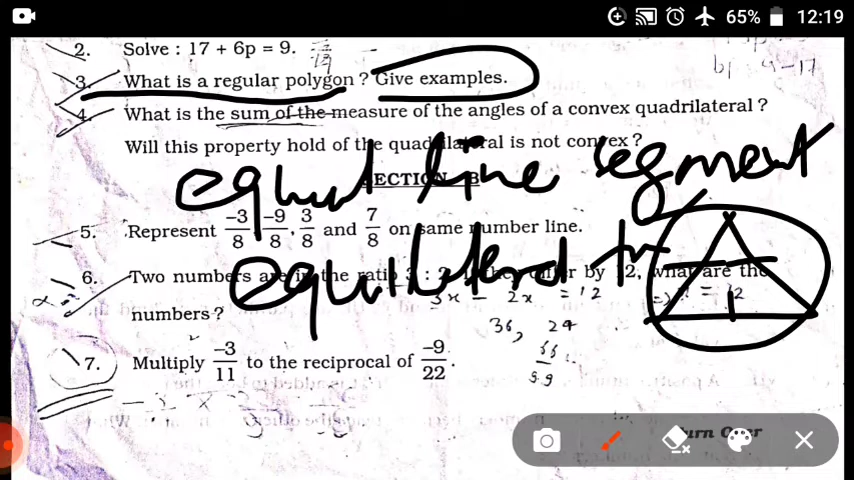 65% 12:19
2. Solve : 17 + 6p = 9.
3. What is a regular polygon ? Give examples.
4. What is the sum of the measure of the angles of a convex quadrilateral ?
Will this property hold of the quadrilateral is not convex ?
equal line segment
SECTION - B
5. Represent -3/8, -9/8, 3/8 and 7/8 on same number line.
equilateral tr
6. Two numbers are in the ratio 3 : 2. If they differ by 12, what are the
3x - 2x = 12
numbers ?
36, 24
7. Multiply -3/11 to the reciprocal of -9/22.
Turn Over